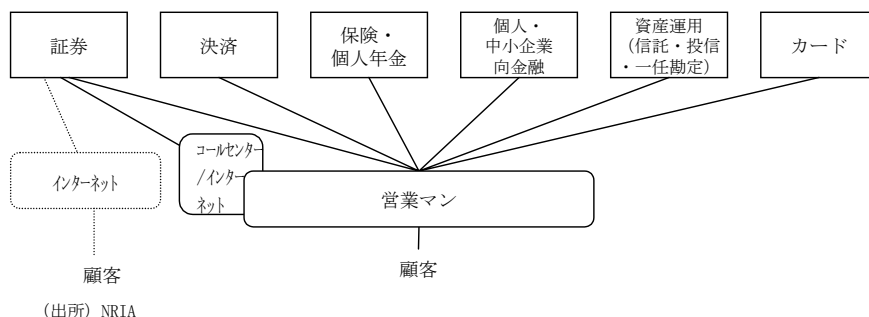 証券
決済
保険・
個人年金
個人・
中小企業
向金融
資産運用
(信託・投信
・一任勘定)
カード
インターネット
コールセンター
/インター
ネット
営業マン
顧客
顧客
(出所) NRIA